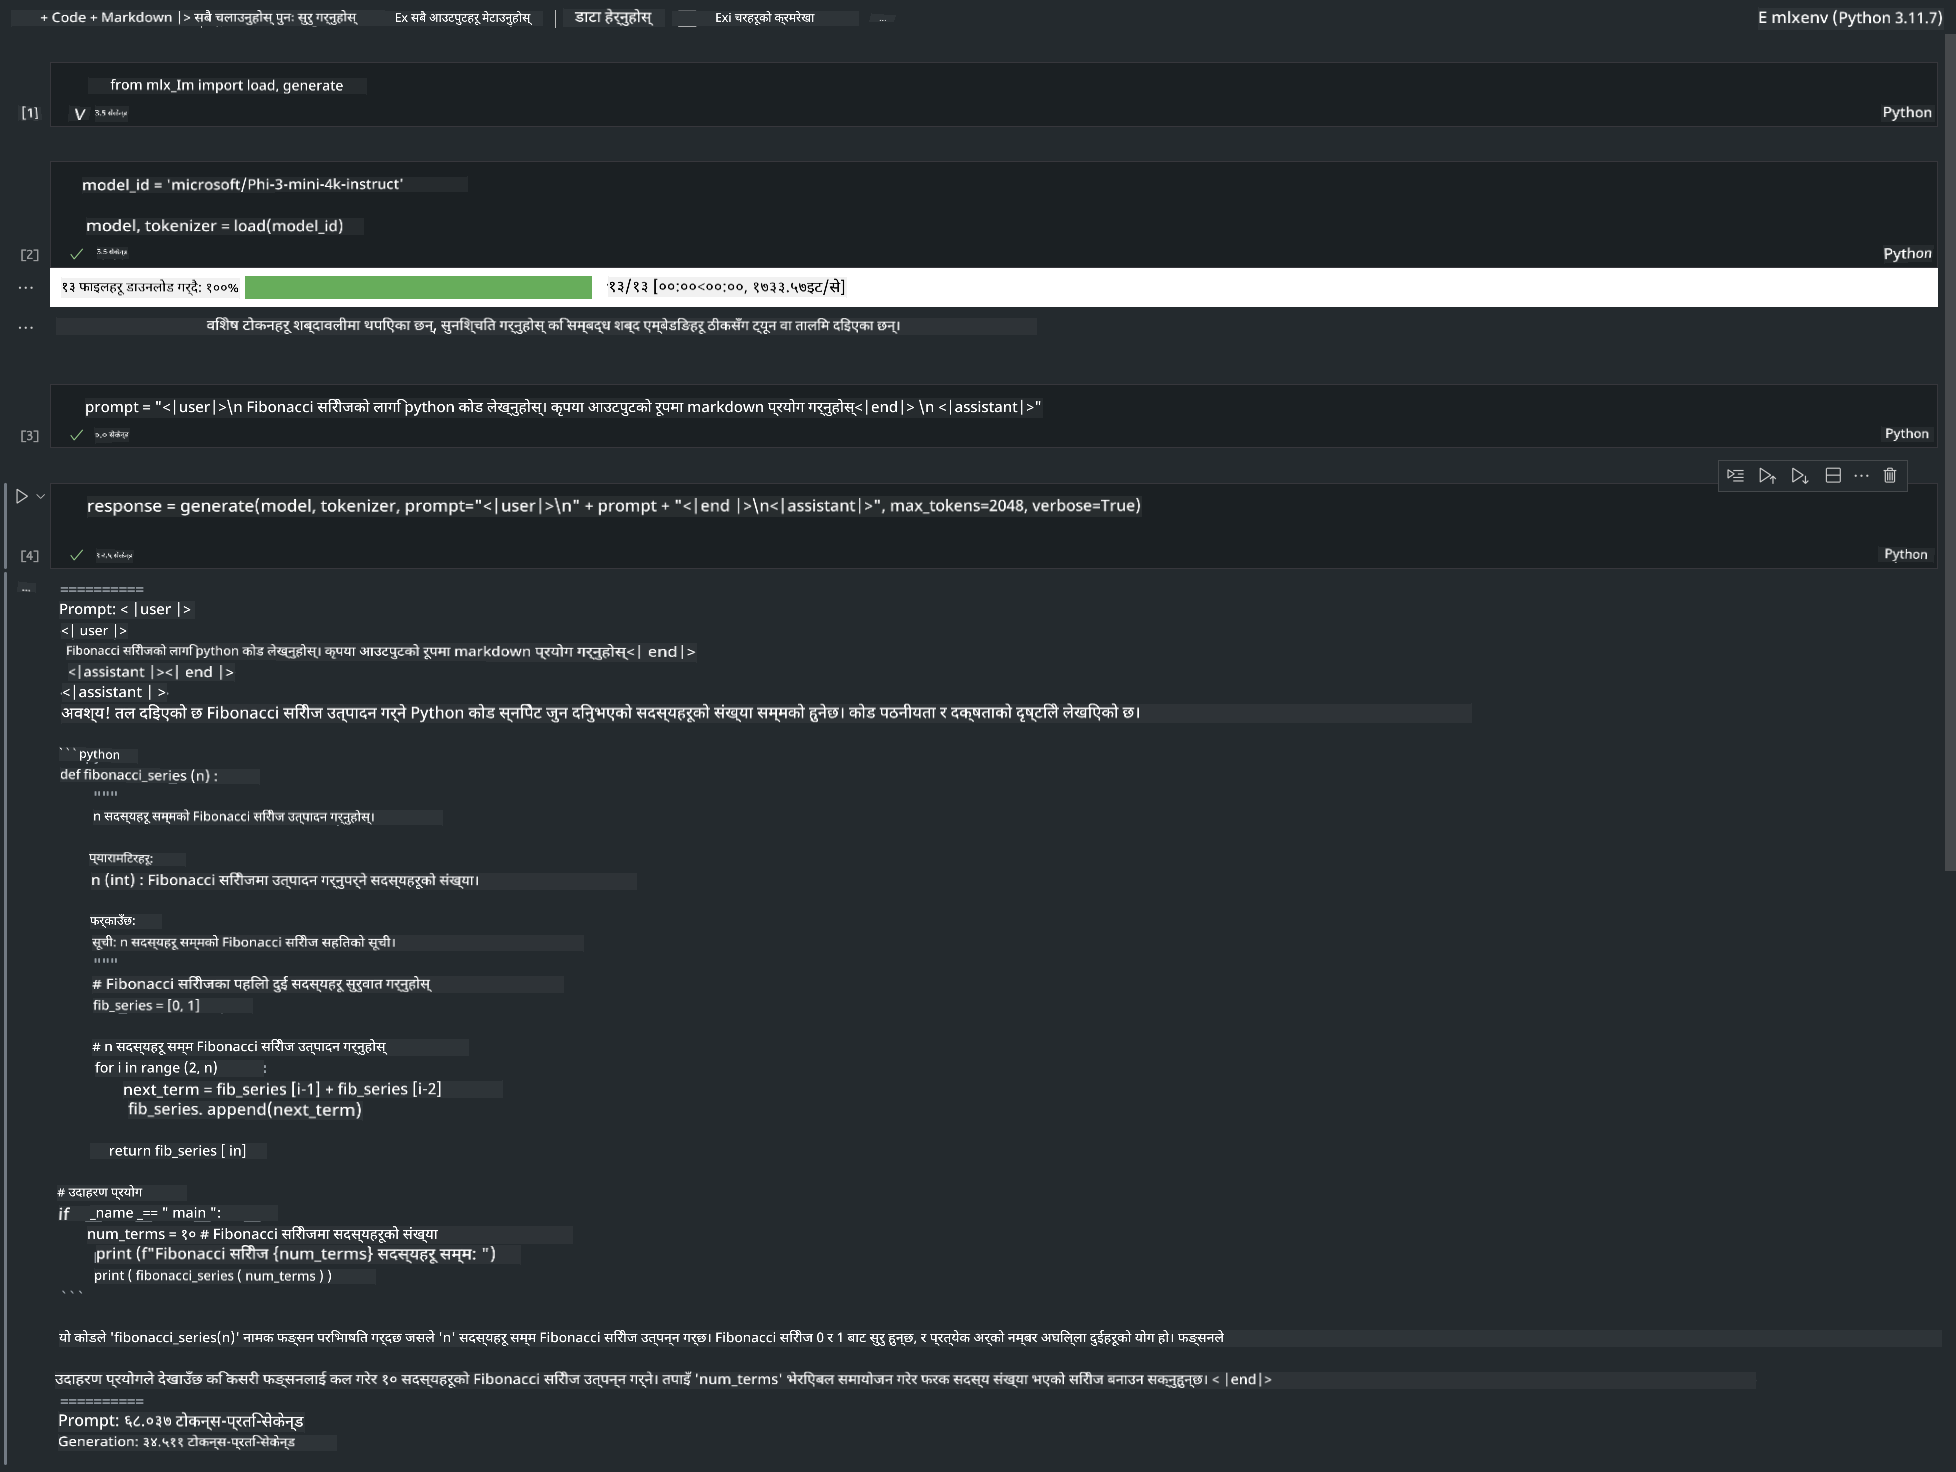 + Code + Markdown |> सबै चलाउनुहोस् पुनः सुरु गर्नुहोस् Ex सबै आउटपुटहरू मेटाउनुहोस् | डाटा हेर्नुहोस् Exi चरहरूको क्रमरेखा ... E mlxenv (Python 3.11.7)
from mlx_Im import load, generate
[1] V ३.५ सेकेन्ड Python
model_id = 'microsoft/Phi-3-mini-4k-instruct'
model, tokenizer = load(model_id)
[2] Python
... १३ फाइलहरू डाउनलोड गर्दै: १००% १३/१३ [००:००<००:००, १७३३.५७इट/से]
... विशेष टोकनहरू शब्दावलीमा थपिएका छन्, सुनिश्चित गर्नुहोस् कि सम्बद्ध शब्द एम्बेडिङहरू ठीकसँग ट्यून वा तालिम दिइएका छन्।
prompt = "<|user|>\n Fibonacci सिरीजको लागि python कोड लेख्नुहोस्। कृपया आउटपुटको रूपमा markdown प्रयोग गर्नुहोस्<|end|> \n <|assistant|>"
[3] ०.० सेकेन्ड Python
response = generate(model, tokenizer, prompt="<|user|>\n" + prompt + "<|end |>\n<|assistant|>", max_tokens=2048, verbose=True)
[4] १२.५ सेकेन्ड Python
... ==========
Prompt: < |user |>
<| user |>
Fibonacci सिरीजको लागि python कोड लेख्नुहोस्। कृपया आउटपुटको रूपमा markdown प्रयोग गर्नुहोस्<| end|>
<|assistant |><| end |>
<|assistant | >
अवश्य! तल दिइएको छ Fibonacci सिरीज उत्पादन गर्ने Python कोड स्निपेट जुन दिनुभएको सदस्यहरूको संख्या सम्मको हुनेछ। कोड पठनीयता र दक्षताको दृष्टिले लेखिएको छ।
```python
def fibonacci_series (n) :
"""
n सदस्यहरू सम्मको Fibonacci सिरीज उत्पादन गर्नुहोस्।
प्यारामिटरहरू:
n (int) : Fibonacci सिरीजमा उत्पादन गर्नुपर्ने सदस्यहरूको संख्या।
फर्काउँछ:
सूची: n सदस्यहरू सम्मको Fibonacci सिरीज सहितको सूची।
"""
# Fibonacci सिरीजका पहिलो दुई सदस्यहरू सुरुवात गर्नुहोस्
fib_series = [0, 1]
# n सदस्यहरू सम्म Fibonacci सिरीज उत्पादन गर्नुहोस्
for i in range (2, n) :
next_term = fib_series [i-1] + fib_series [i-2]
fib_series. append(next_term)
return fib_series [ in]
# उदाहरण प्रयोग
if _name _== " main ":
num_terms = १० # Fibonacci सिरीजमा सदस्यहरूको संख्या
print (f"Fibonacci सिरीज {num_terms} सदस्यहरू सम्म: ")
print ( fibonacci_series ( num_terms ) )
```
यो कोडले 'fibonacci_series(n)' नामक फङ्सन परिभाषित गर्दछ जसले 'n' सदस्यहरू सम्म Fibonacci सिरीज उत्पन्न गर्छ। Fibonacci सिरीज 0 र 1 बाट सुरु हुन्छ, र प्रत्येक अर्को नम्बर अघिल्ला दुईहरूको योग हो। फङ्सनले
उदाहरण प्रयोगले देखाउँछ कि किसरी फङ्सनलाई कल गरेर १० सदस्यहरूको Fibonacci सिरीज उत्पन्न गर्ने। तपाइँ 'num_terms' भेरिएबल समायोजन गरेर फरक सदस्य संख्या भएको सिरीज बनाउन सक्नुहुन्छ। < |end|>
==========
Prompt: ६८.०३७ टोकन्स-प्रति-सेकेन्ड
Generation: ३४.५११ टोकन्स-प्रति-सेकेन्ड